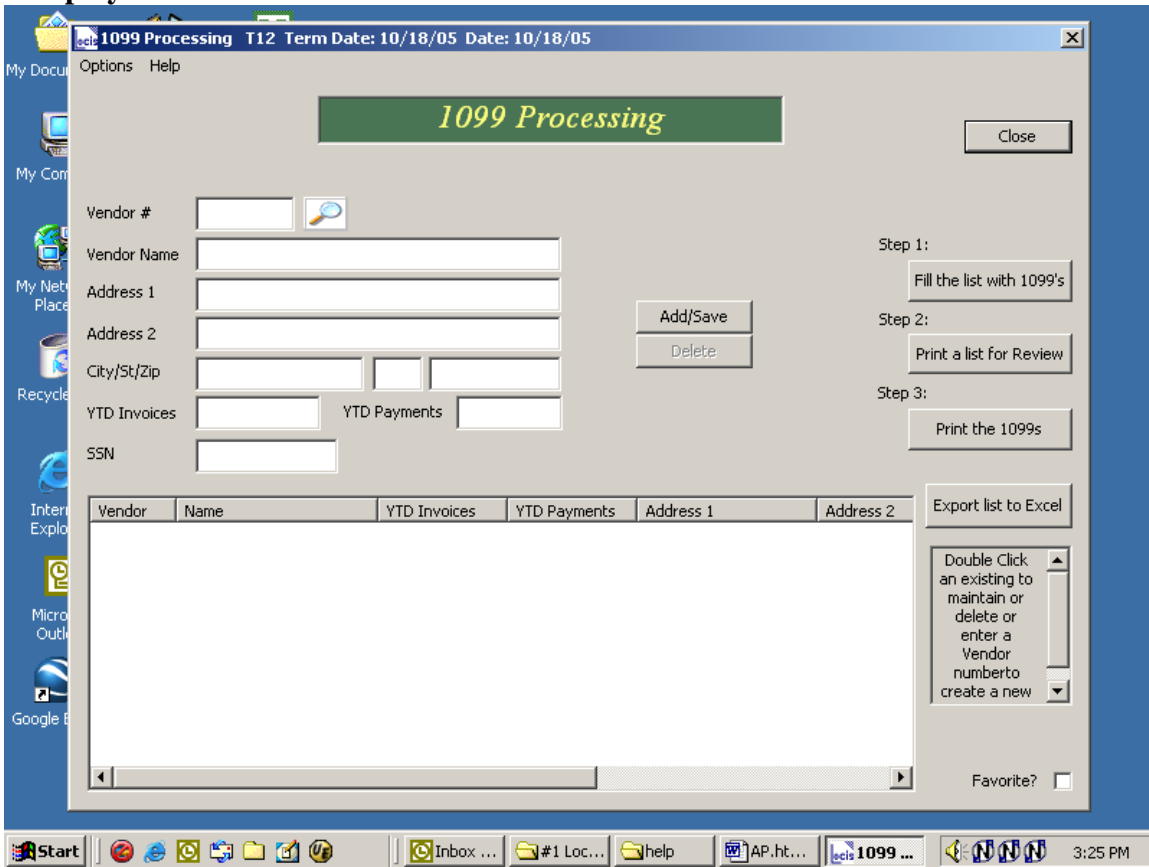 1099 Processing T12 Term Date: 10/18/05 Date: 10/18/05
Options Help
1099 Processing
Close
Vendor #
Vendor Name
Address 1
Address 2
City/St/Zip
YTD Invoices YTD Payments
SSN
Add/Save
Delete
Step 1:
Fill the list with 1099's
Step 2:
Print a list for Review
Step 3:
Print the 1099s
Export list to Excel
Vendor Name YTD Invoices YTD Payments Address 1 Address 2
Double Click
an existing to
maintain or
delete or
enter a
Vendor
numberto
create a new
Favorite?
My Docu
My Com
My Net
Place
Recycle
Inter
Explo
Micro
Outl
Google E
Start Inbox ... #1 Loc... help AP.ht... 1099 ... 3:25 PM